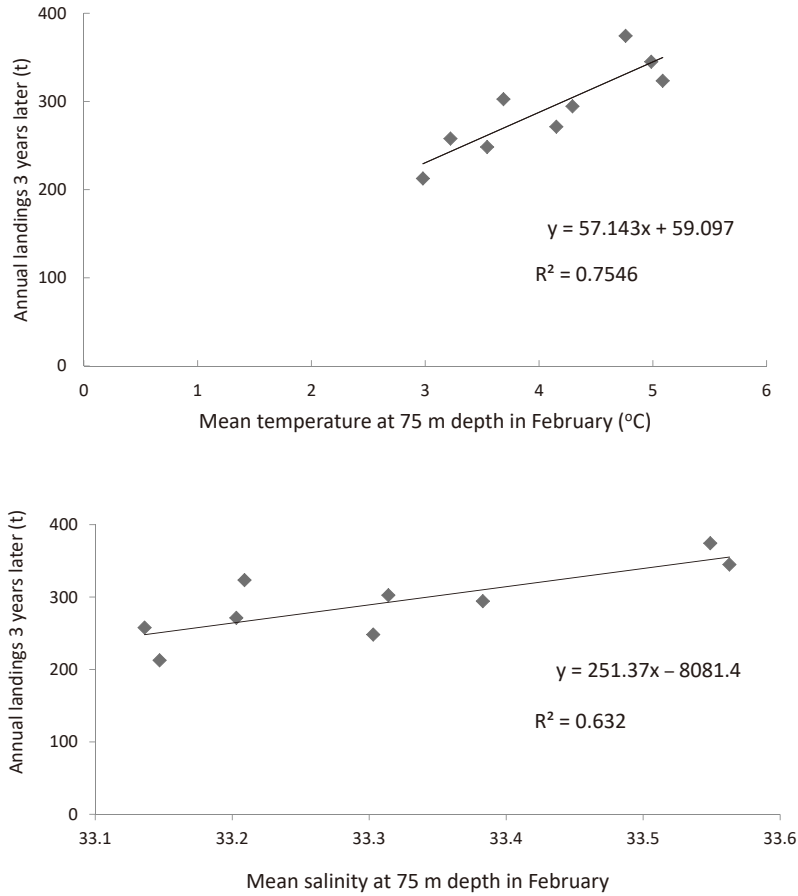 Annual landings 3 years later (t)
400
300
200
100
0
0 1 2 3 4 5 6
Mean temperature at 75 m depth in February (°C)
y = 57.143x + 59.097
R² = 0.7546
Annual landings 3 years later (t)
400
300
200
100
0
33.1 33.2 33.3 33.4 33.5 33.6
Mean salinity at 75 m depth in February
y = 251.37x – 8081.4
R² = 0.632